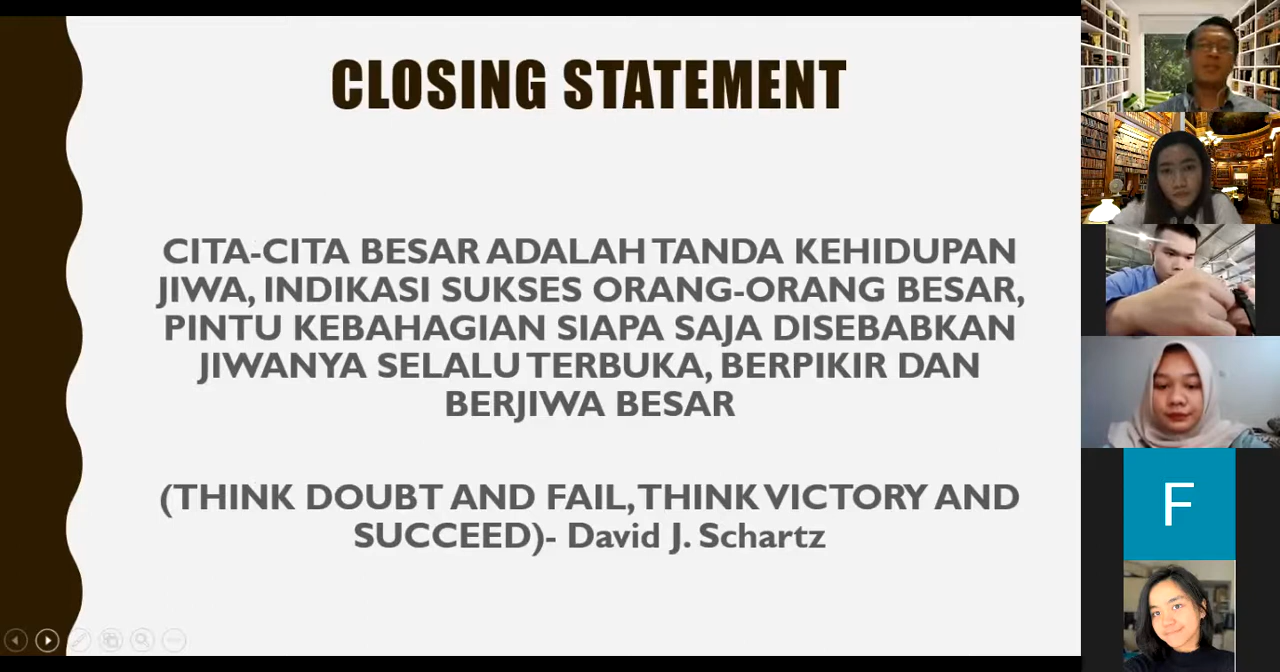 CLOSING STATEMENT
CITA-CITA BESAR ADALAH TANDA KEHIDUPAN
JIWA, INDIKASI SUKSES ORANG-ORANG BESAR,
PINTU KEBAHAGIAN SIAPA SAJA DISEBABKAN
JIWANYA SELALU TERBUKA, BERPIKIR DAN
BERJIWA BESAR
(THINK DOUBT AND FAIL, THINK VICTORY AND
SUCCEED)- David J. Schartz
F